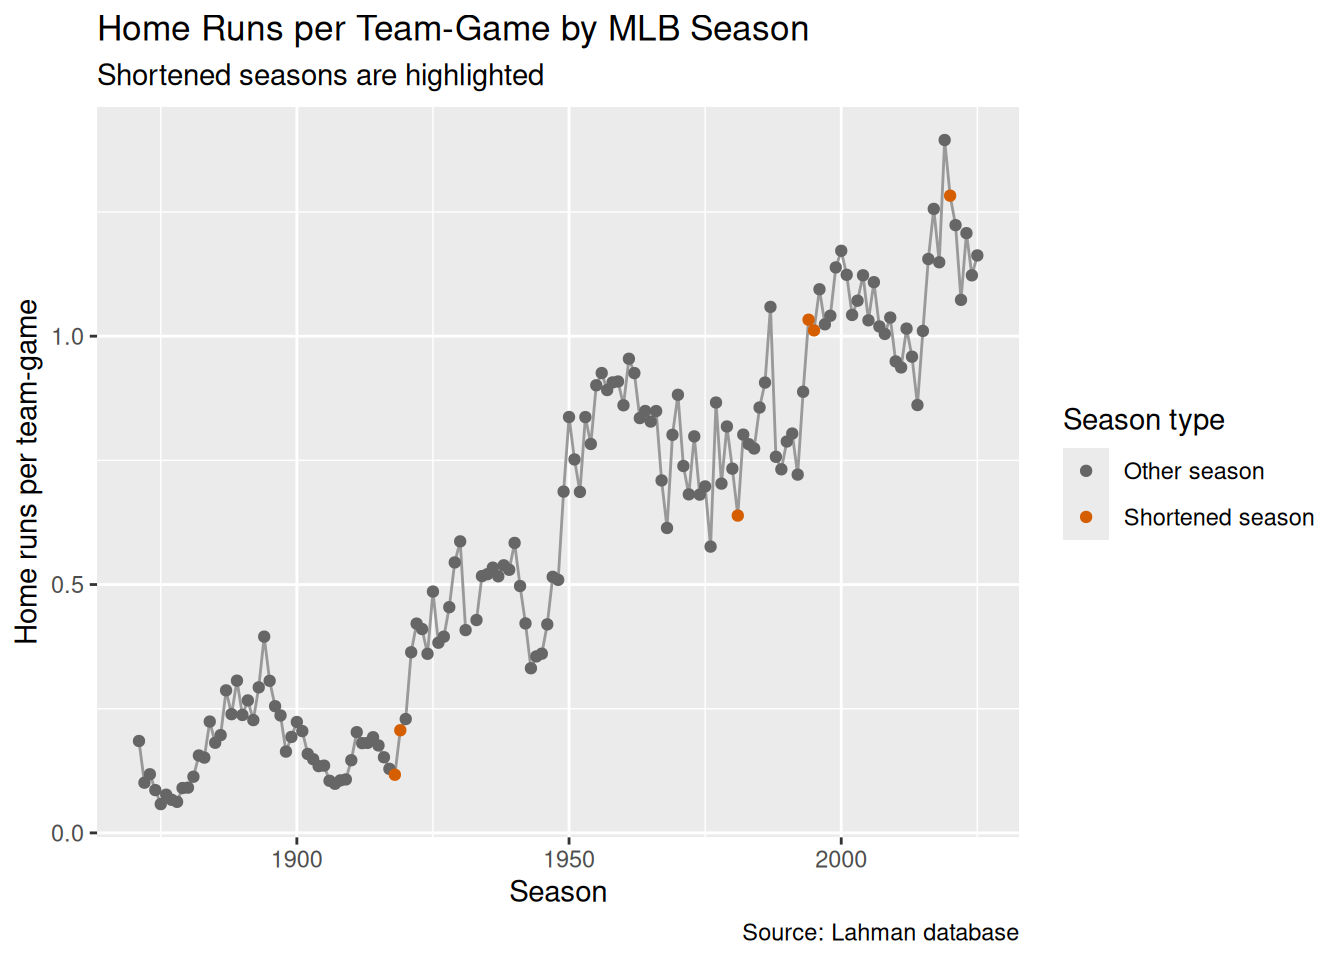 Home Runs per Team-Game by MLB Season
Shortened seasons are highlighted
Home runs per team-game
1.0
0.5
0.0
1900
1950
2000
Season
Season type
Other season
Shortened season
Source: Lahman database